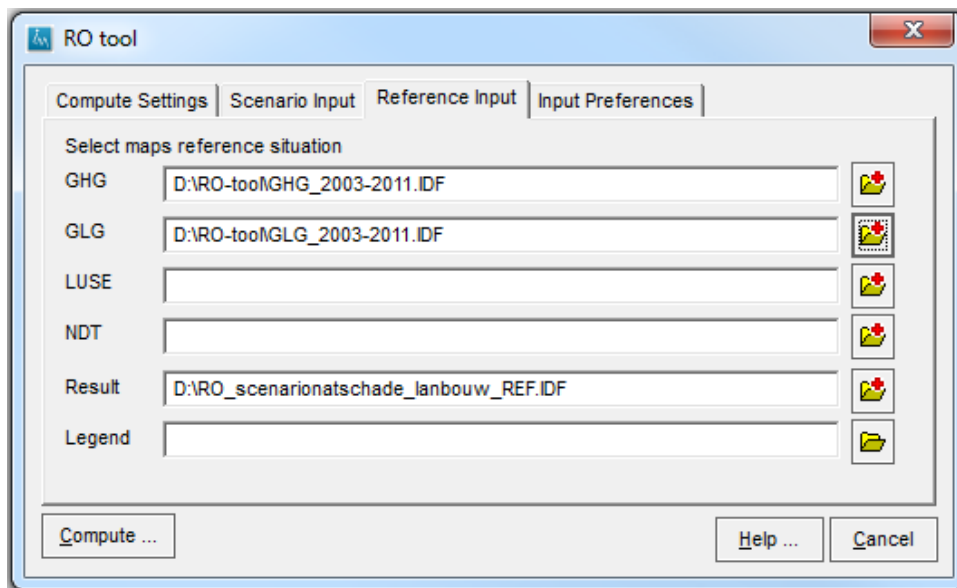 RO tool
Compute Settings Scenario Input Reference Input Input Preferences
Select maps reference situation
GHG D:\RO-tool\GHG_2003-2011.IDF
GLG D:\RO-tool\GLG_2003-2011.IDF
LUSE
NDT
Result D:\RO_scenarionatschade_lanbouw_REF.IDF
Legend
Compute ... Help ... Cancel